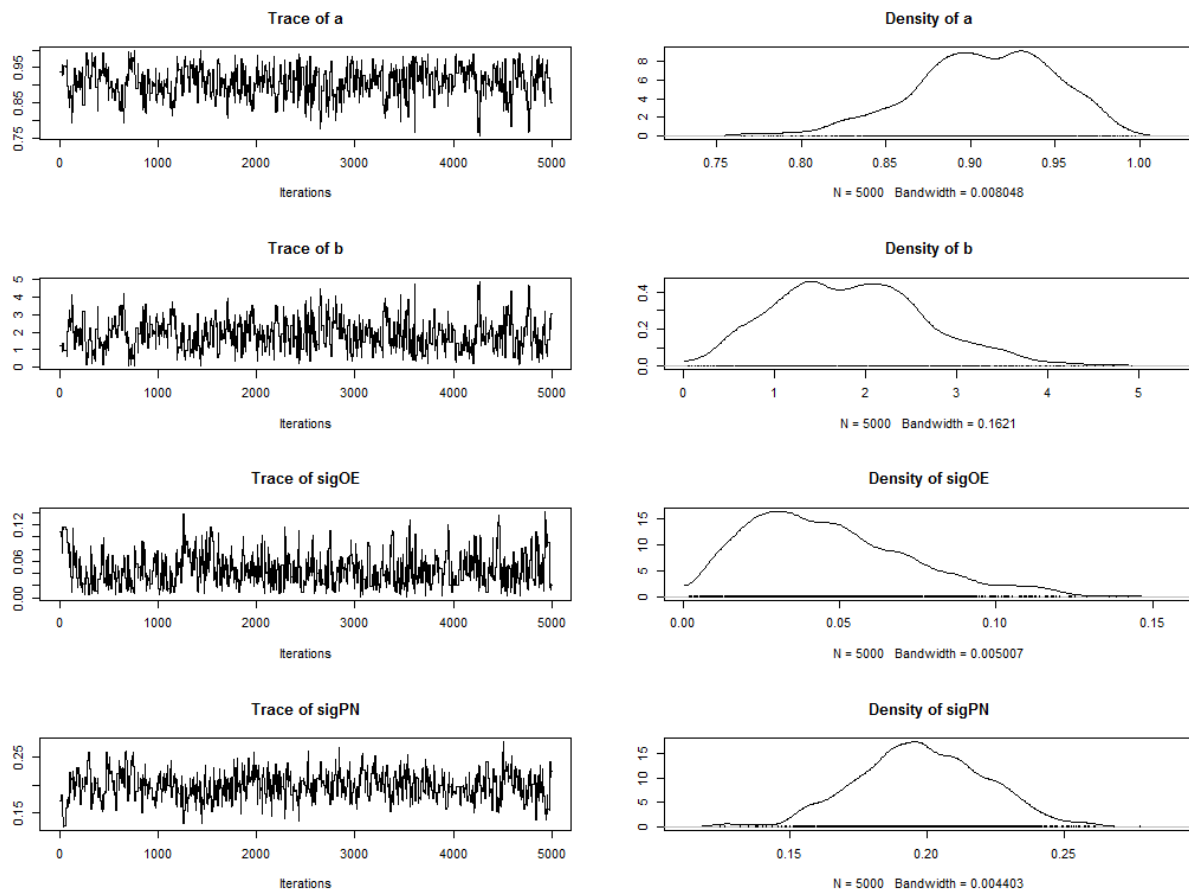 Trace of a
0.75 0.85 0.95
0 1000 2000 3000 4000 5000
Iterations
Density of a
0 2 4 6 8
0.75 0.80 0.85 0.90 0.95 1.00
N = 5000 Bandwidth = 0.008048
Trace of b
0 1 2 3 4 5
0 1000 2000 3000 4000 5000
Iterations
Density of b
0.0 0.2 0.4
0 1 2 3 4 5
N = 5000 Bandwidth = 0.1621
Trace of sigOE
0.00 0.06 0.12
0 1000 2000 3000 4000 5000
Iterations
Density of sigOE
0 5 10 15
0.00 0.05 0.10 0.15
N = 5000 Bandwidth = 0.005007
Trace of sigPN
0.15 0.25
0 1000 2000 3000 4000 5000
Iterations
Density of sigPN
0 5 10 15
0.15 0.20 0.25
N = 5000 Bandwidth = 0.004403